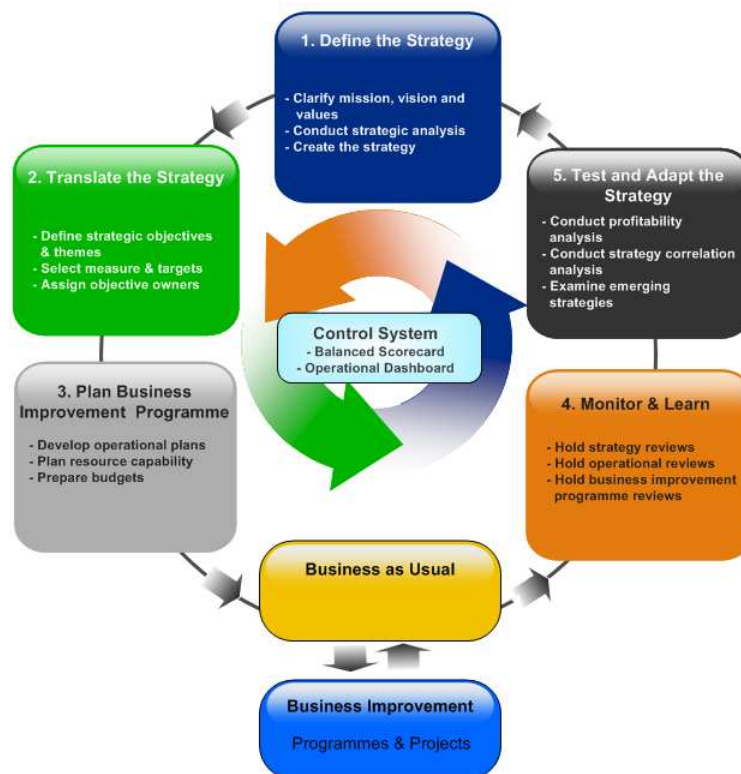 1. Define the Strategy
- Clarify mission, vision and
values
- Conduct strategic analysis
- Create the strategy
2. Translate the Strategy
- Define strategic objectives
& themes
- Select measure & targets
- Assign objective owners
3. Plan Business
Improvement Programme
- Develop operational plans
- Plan resource capability
- Prepare budgets
Control System
- Balanced Scorecard
- Operational Dashboard
5. Test and Adapt the
Strategy
- Conduct profitability
analysis
- Conduct strategy correlation
analysis
- Examine emerging
strategies
4. Monitor & Learn
- Hold strategy reviews
- Hold operational reviews
- Hold business improvement
programme reviews
Business as Usual
Business Improvement
Programmes & Projects